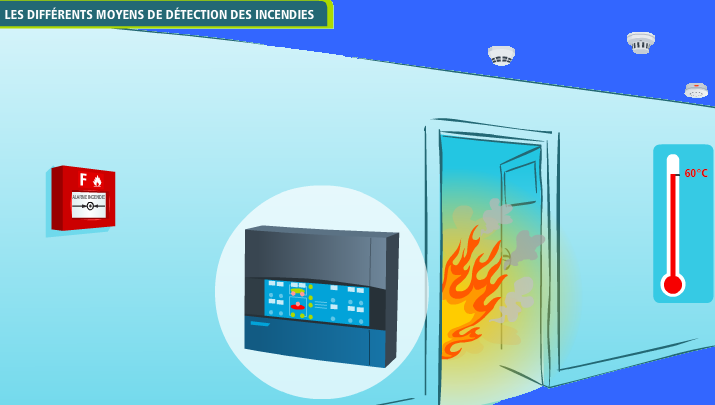 LES DIFFÉRENTS MOYENS DE DÉTECTION DES INCENDIES
F
ALARME INCENDIE
60°C